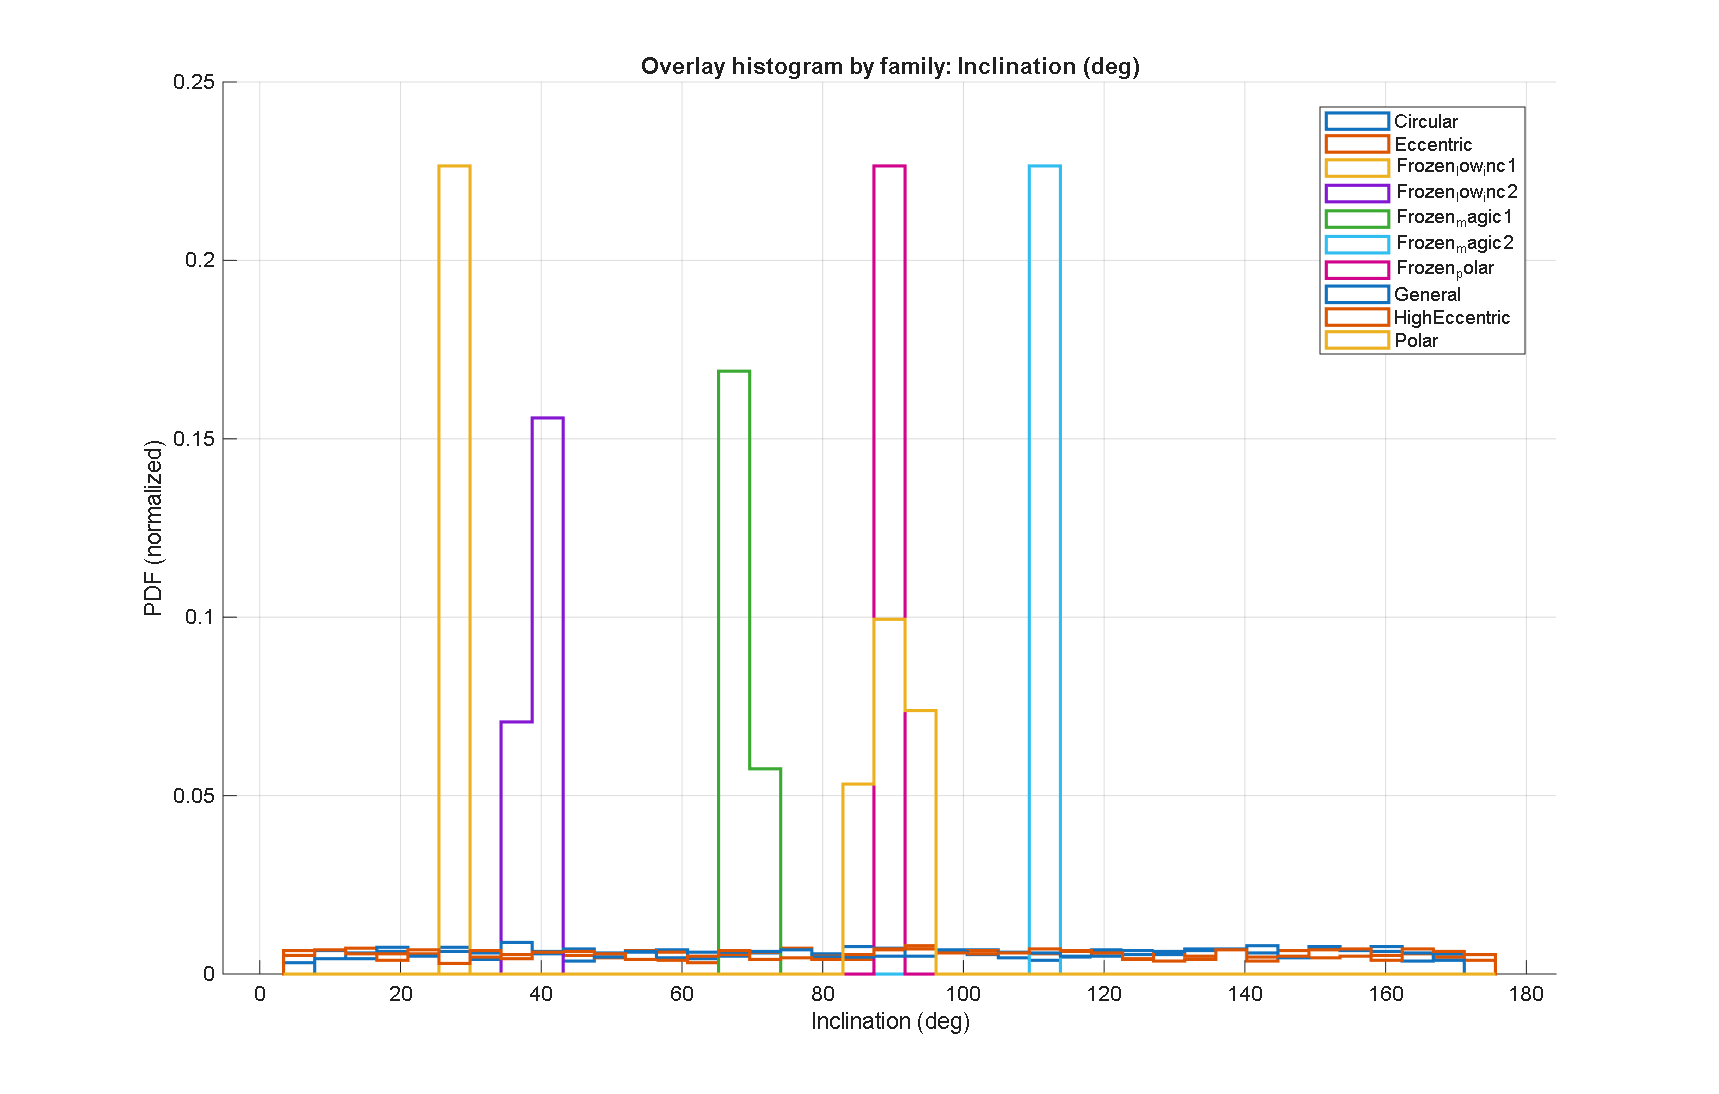 Overlay histogram by family: Inclination (deg)
0.25
0.2
0.15
0.1
0.05
0
PDF (normalized)
Circular
Eccentric
Frozenlowinc1
Frozenlowinc2
Frozenmagic1
Frozenmagic2
Frozenpolar
General
HighEccentric
Polar
0 20 40 60 80 100 120 140 160 180
Inclination (deg)